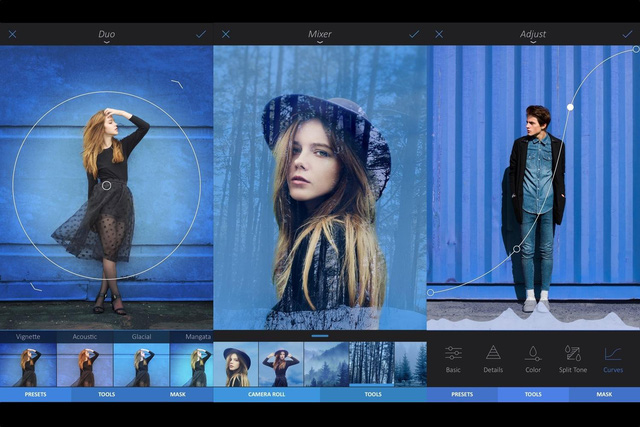 Duo
Vignette Acoustic Glacial Mangata
PRESETS TOOLS MASK
Mixer
CAMERA ROLL TOOLS
Adjust
Basic Details Color Split Tone Curves
PRESETS TOOLS MASK